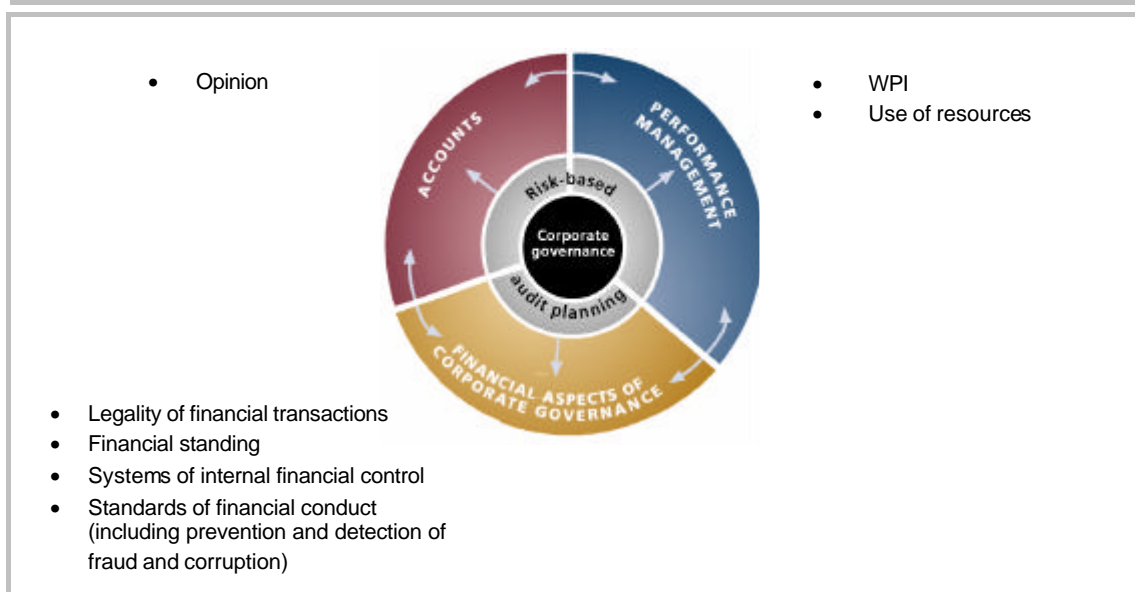 • Opinion
• WPI
• Use of resources
ACCOUNTS
PERFORMANCE
MANAGEMENT
Risk-based
Corporate
governance
audit planning
FINANCIAL ASPECTS OF
CORPORATE GOVERNANCE
• Legality of financial transactions
• Financial standing
• Systems of internal financial control
• Standards of financial conduct
(including prevention and detection of
fraud and corruption)